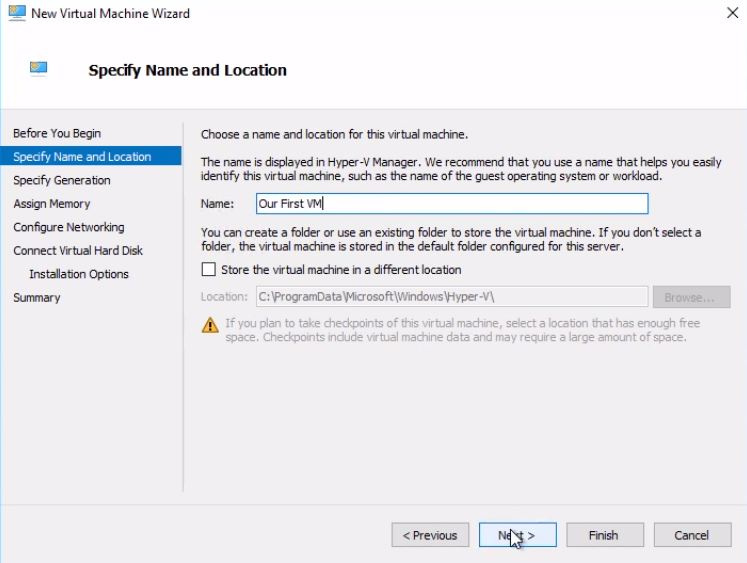 New Virtual Machine Wizard
Specify Name and Location
Before You Begin
Specify Name and Location
Specify Generation
Assign Memory
Configure Networking
Connect Virtual Hard Disk
Installation Options
Summary
Choose a name and location for this virtual machine.
The name is displayed in Hyper-V Manager. We recommend that you use a name that helps you easily
identify this virtual machine, such as the name of the guest operating system or workload.
Name: Our First VM
You can create a folder or use an existing folder to store the virtual machine. If you don't select a
folder, the virtual machine is stored in the default folder configured for this server.
Store the virtual machine in a different location
Location: C:\ProgramData\Microsoft\Windows\Hyper-V\ Browse...
If you plan to take checkpoints of this virtual machine, select a location that has enough free
space. Checkpoints include virtual machine data and may require a large amount of space.
< Previous Next > Finish Cancel